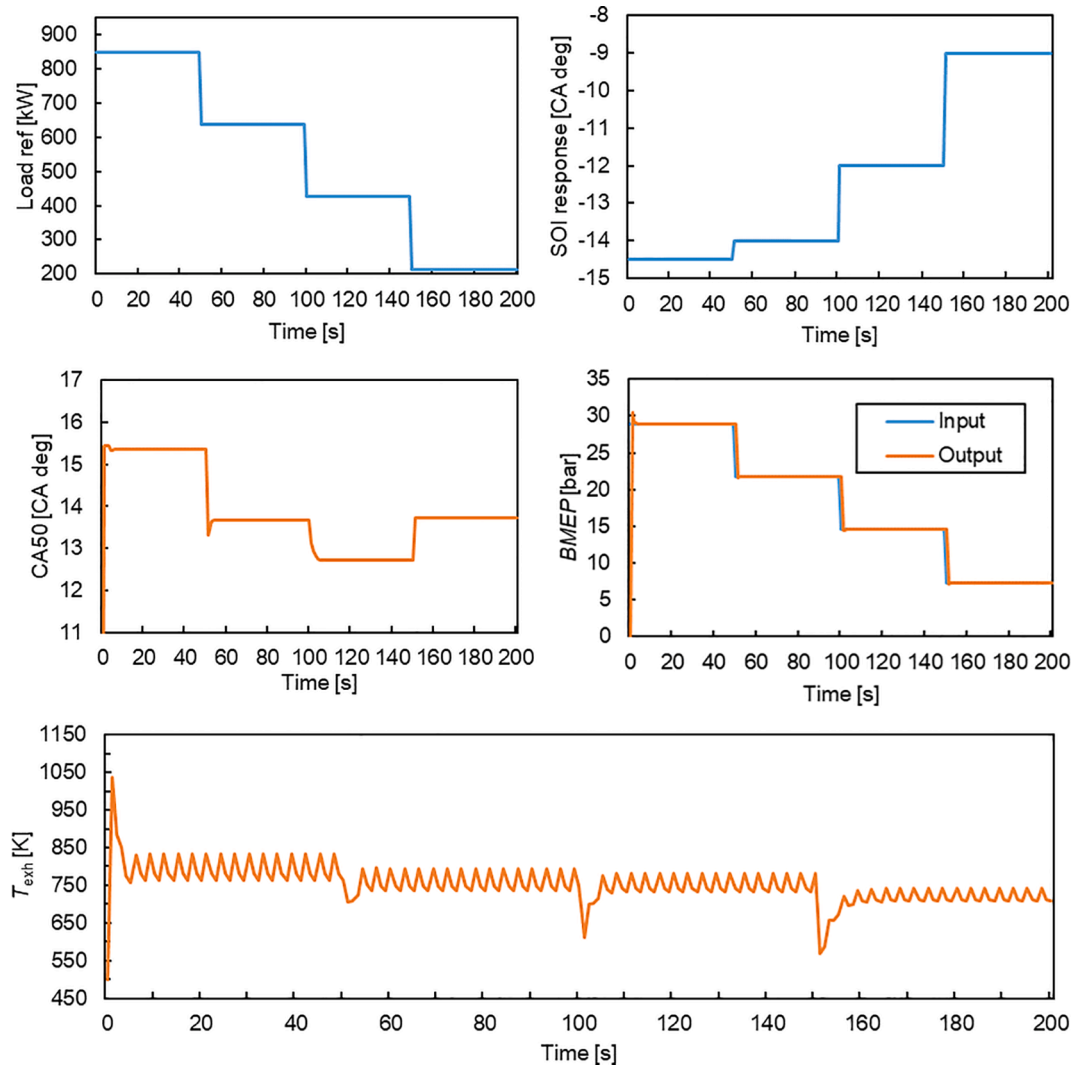 900
800
700
600
500
400
300
200
Load ref [kW]
0 20 40 60 80 100 120 140 160 180 200
Time [s]
-8
-9
-10
-11
-12
-13
-14
-15
SOI response [CA deg]
0 20 40 60 80 100 120 140 160 180 200
Time [s]
17
16
15
14
13
12
11
CA50 [CA deg]
0 20 40 60 80 100 120 140 160 180 200
Time [s]
35
30
25
20
15
10
5
0
BMEP [bar]
Input
Output
0 20 40 60 80 100 120 140 160 180 200
Time [s]
1150
1050
950
850
750
650
550
450
Texh [K]
0 20 40 60 80 100 120 140 160 180 200
Time [s]